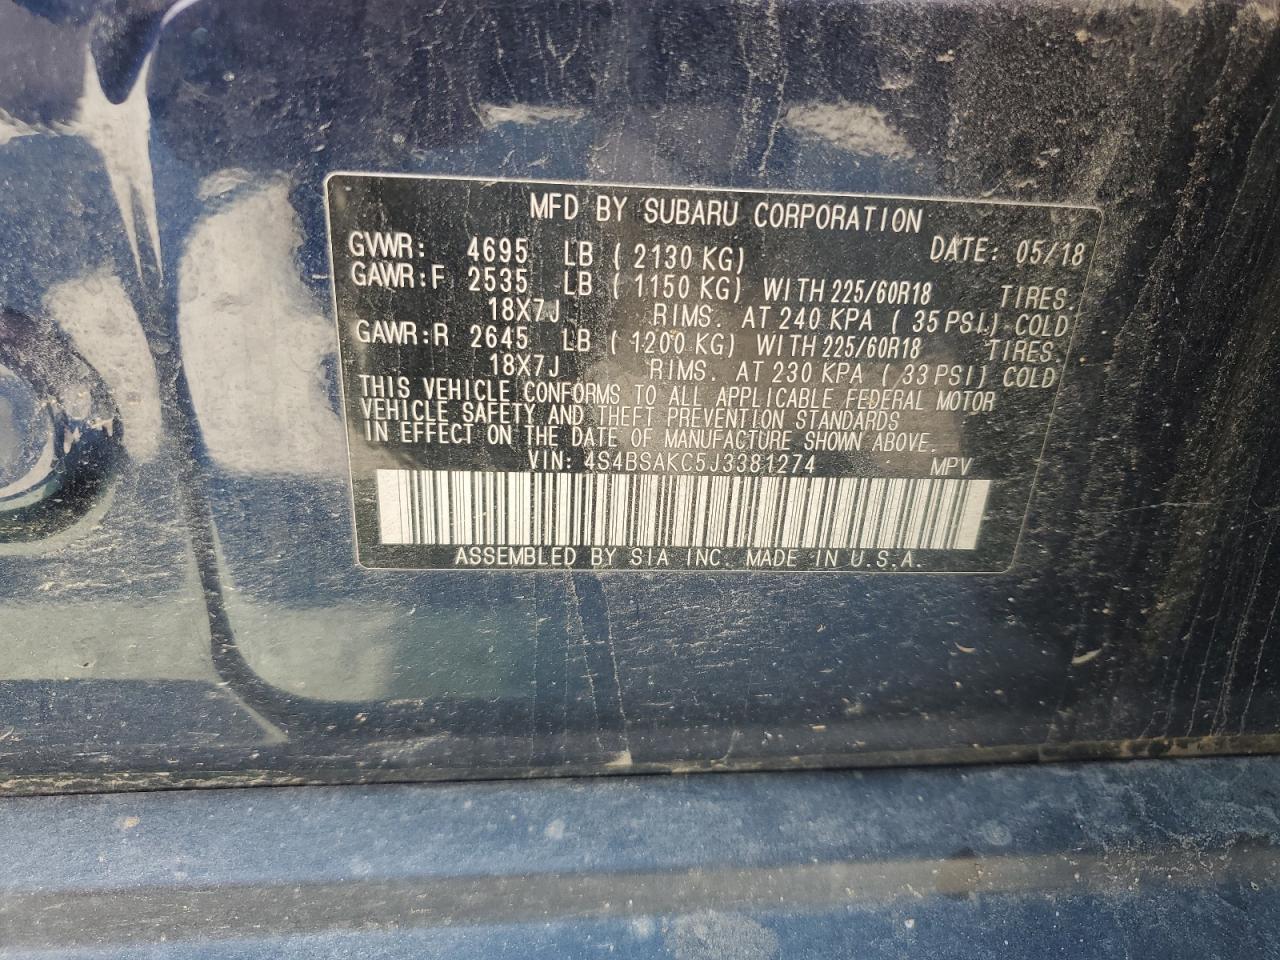 MFD BY SUBARU CORPORATION
GVWR: 4695 LB ( 2130 KG) DATE: 05/18
GAWR:F 2535 LB ( 1150 KG) WITH 225/60R18 TIRES.
18X7J RIMS. AT 240 KPA ( 35 PSI.) COLD
GAWR:R 2645 LB ( 1200 KG) WITH 225/60R18 TIRES.
18X7J RIMS. AT 230 KPA ( 33 PSI) COLD
THIS VEHICLE CONFORMS TO ALL APPLICABLE FEDERAL MOTOR
VEHICLE SAFETY AND THEFT PREVENTION STANDARDS
IN EFFECT ON THE DATE OF MANUFACTURE SHOWN ABOVE.
VIN: 4S4BSAKC5J3381274 MPV
ASSEMBLED BY SIA INC. MADE IN U.S.A.